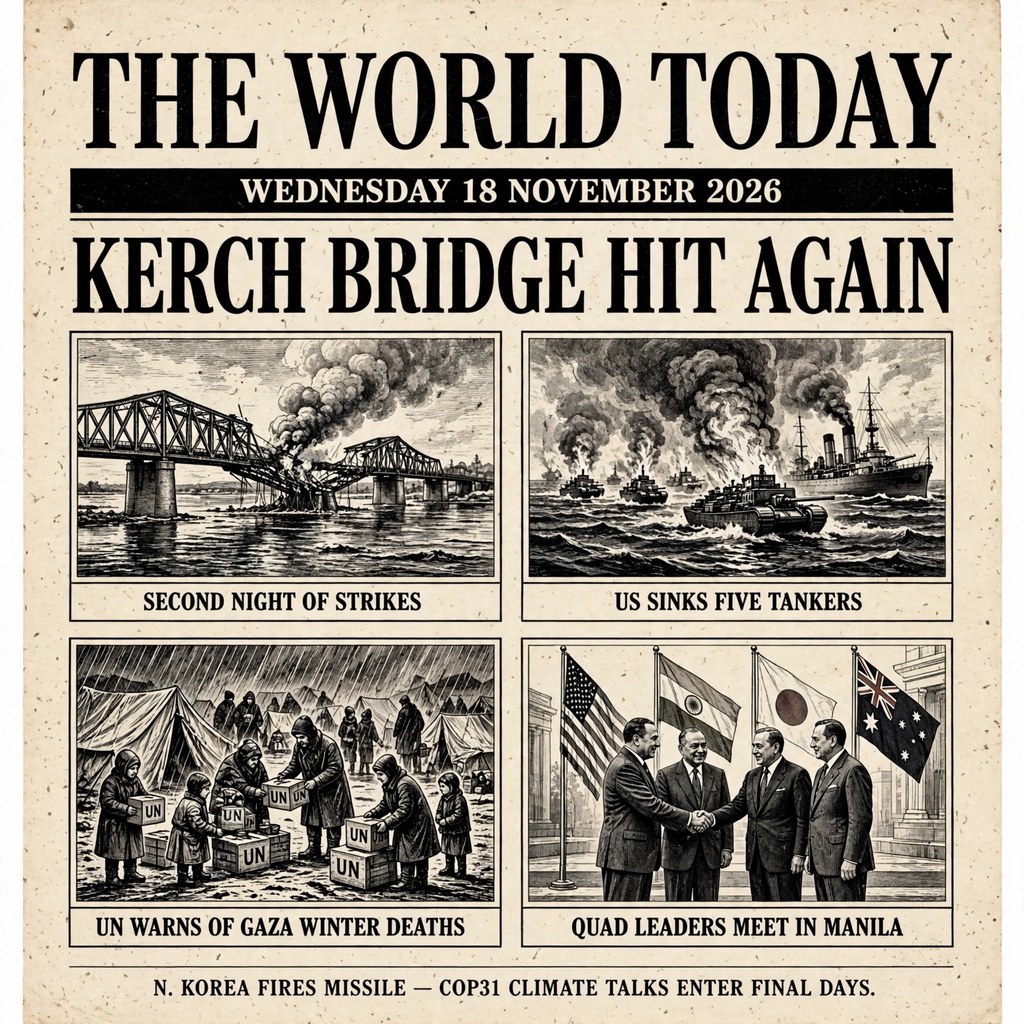 THE WORLD TODAY
WEDNESDAY 18 NOVEMBER 2026
KERCH BRIDGE HIT AGAIN
SECOND NIGHT OF STRIKES
US SINKS FIVE TANKERS
UN
UN
UN
UN
UN
UN
UN
UN WARNS OF GAZA WINTER DEATHS
QUAD LEADERS MEET IN MANILA
N. KOREA FIRES MISSILE — COP31 CLIMATE TALKS ENTER FINAL DAYS.